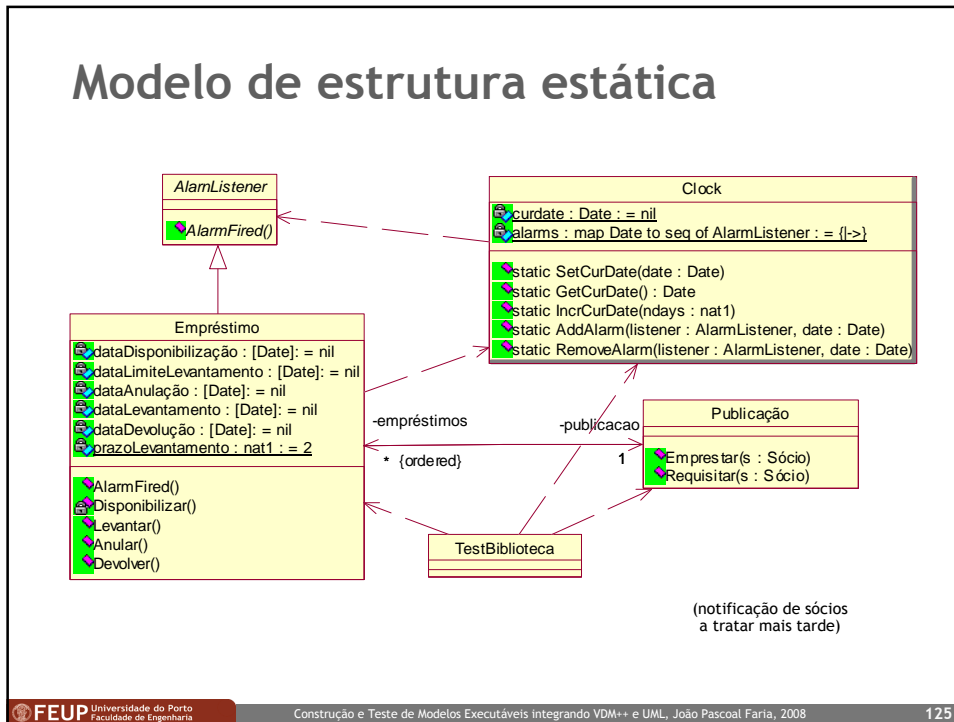 Modelo de estrutura estática
AlarnListener
AlarmFired()
Clock
curdate : Date : = nil
alarms : map Date to seq of AlarmListener : = {|->}
static SetCurDate(date : Date)
static GetCurDate() : Date
static IncrCurDate(ndays : nat1)
static AddAlarm(listener : AlarmListener, date : Date)
static RemoveAlarm(listener : AlarmListener, date : Date)
Empréstimo
dataDisponibilização : [Date]: = nil
dataLimiteLevantamento : [Date]: = nil
dataAnulação : [Date]: = nil
dataLevantamento : [Date]: = nil
dataDevolução : [Date]: = nil
prazoLevantamento : nat1 : = 2
AlarmFired()
Disponibilizar()
Levantar()
Anular()
Devolver()
-empréstimos
* {ordered}
-publicacao
1
Publicação
Emprestar(s : Sócio)
Requisitar(s : Sócio)
TestBiblioteca
(notificação de sócios
a tratar mais tarde)
FEUP Universidade do Porto
Faculdade de Engenharia
Construção e Teste de Modelos Executáveis integrando VDM++ e UML, João Pascoal Faria, 2008
125